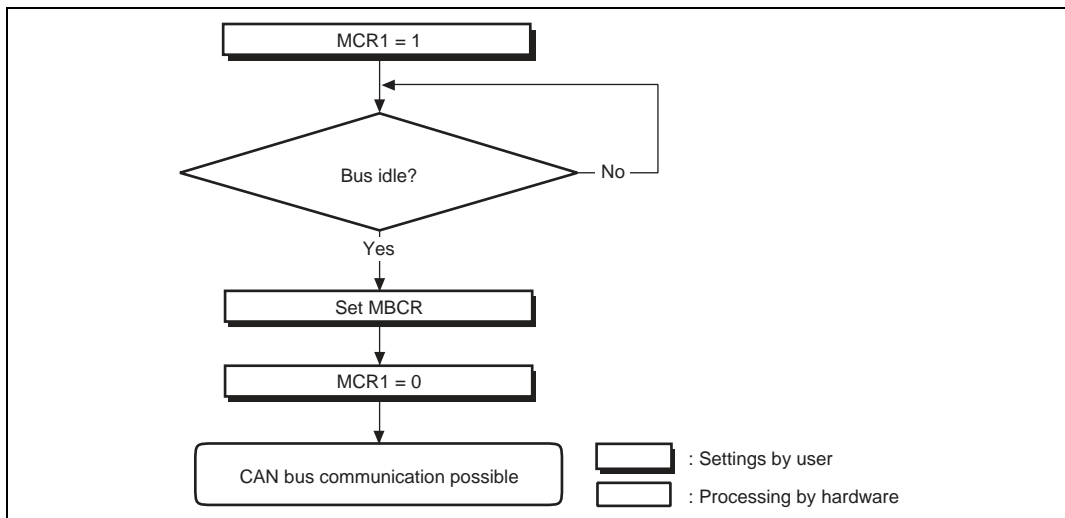 MCR1 = 1
Bus idle?
No
Yes
Set MBCR
MCR1 = 0
CAN bus communication possible
: Settings by user
: Processing by hardware